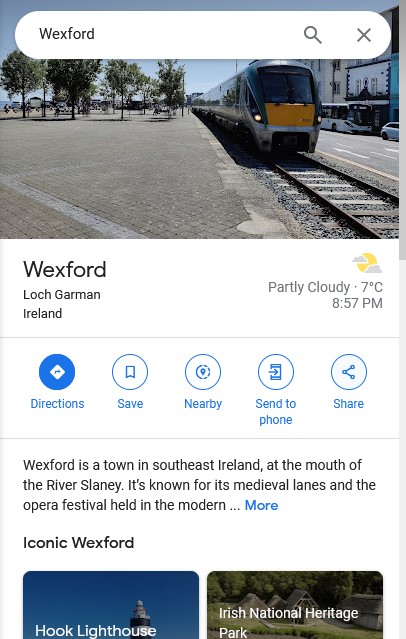 Wexford
Wexford
Loch Garman
Ireland
Partly Cloudy · 7°C
8:57 PM
Directions
Save
Nearby
Send to
phone
Share
Wexford is a town in southeast Ireland, at the mouth of
the River Slaney. It’s known for its medieval lanes and the
opera festival held in the modern ... More
Iconic Wexford
Hook Lighthouse
Irish National Heritage
Park